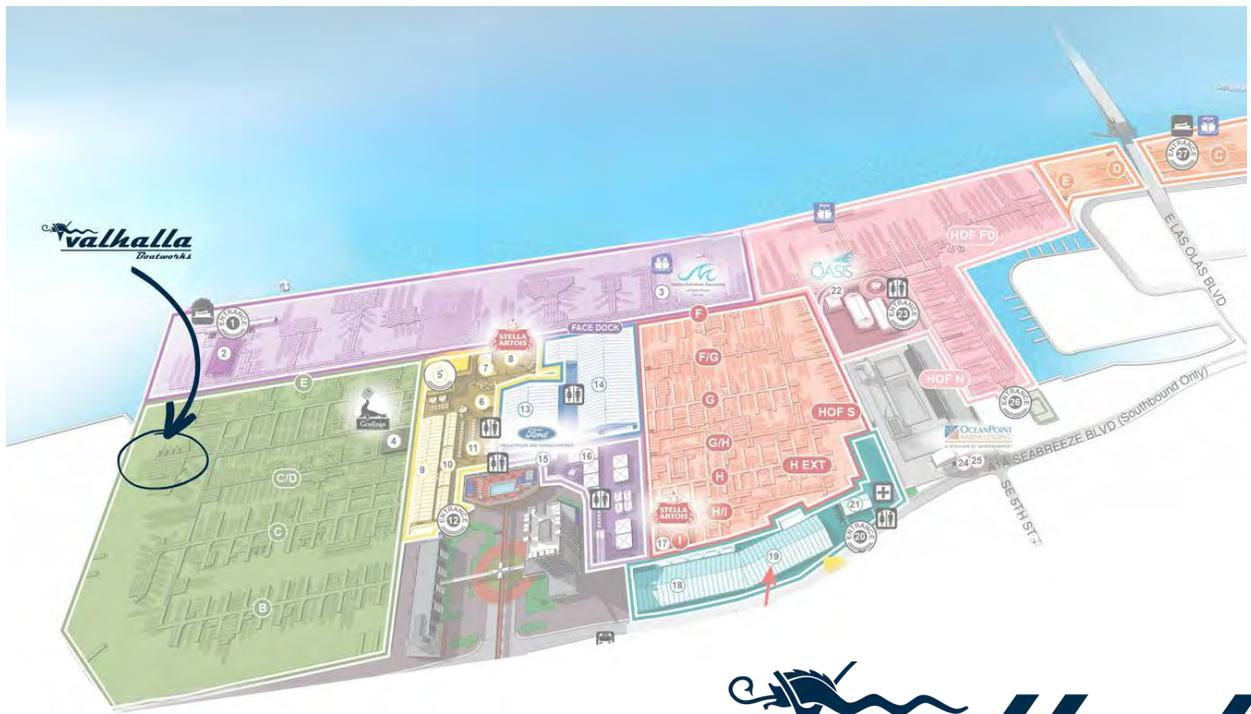 valhalla
Boatworks
ENTRANCE
1
2
3
E
Goslings
4
C/D
C
B
5
6
7
8
STELLA
ARTOIS
FACE DOCK
9
10
11
ENTRANCE
12
13
14
Ford
15
16
F
F/G
G
G/H
H
H/I
I
HOF S
H EXT
STELLA
ARTOIS
17
18
19
ENTRANCE
20
21
OASIS
22
ENTRANCE
23
HOF FD
HOF N
E
D
C
ENTRANCE
27
ENTRANCE
26
OCEANPOINT
24 25
E LAS OLAS BLVD
A1A SEABREEZE BLVD (Southbound Only)
SE 5TH ST